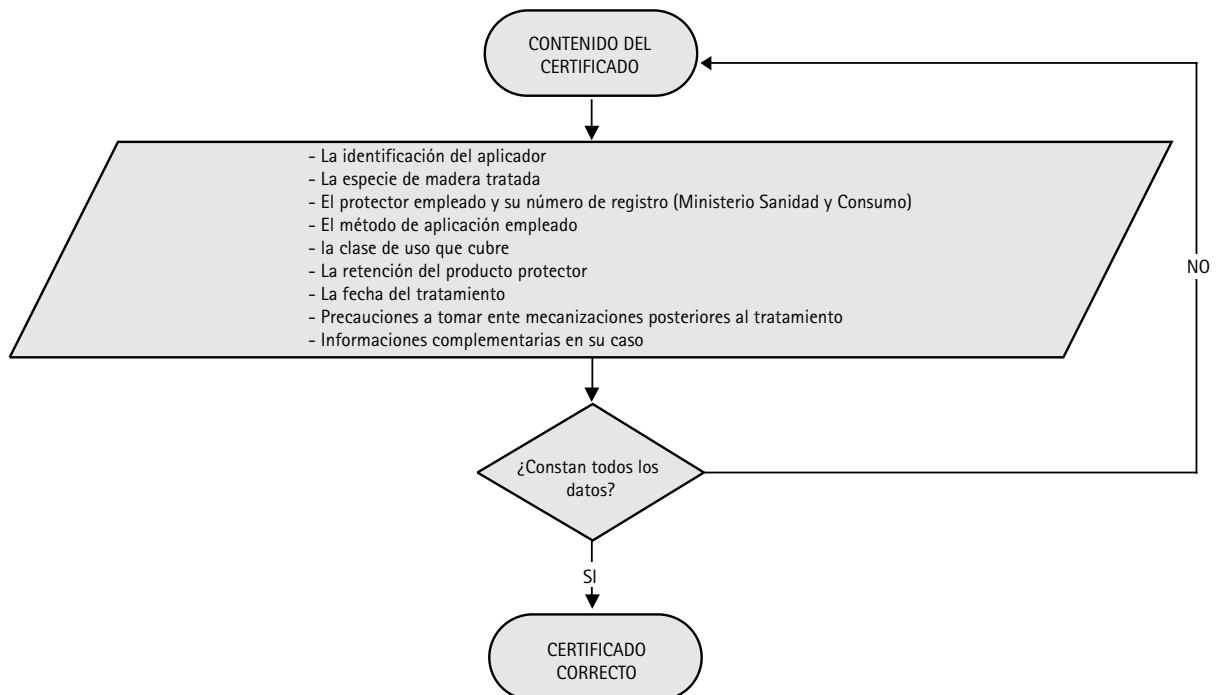 CONTENIDO DEL
CERTIFICADO
- La identificación del aplicador
- La especie de madera tratada
- El protector empleado y su número de registro (Ministerio Sanidad y Consumo)
- El método de aplicación empleado
- la clase de uso que cubre
- La retención del producto protector
- La fecha del tratamiento
- Precauciones a tomar ente mecanizaciones posteriores al tratamiento
- Informaciones complementarias en su caso
NO
¿Constan todos los
datos?
SI
CERTIFICADO
CORRECTO